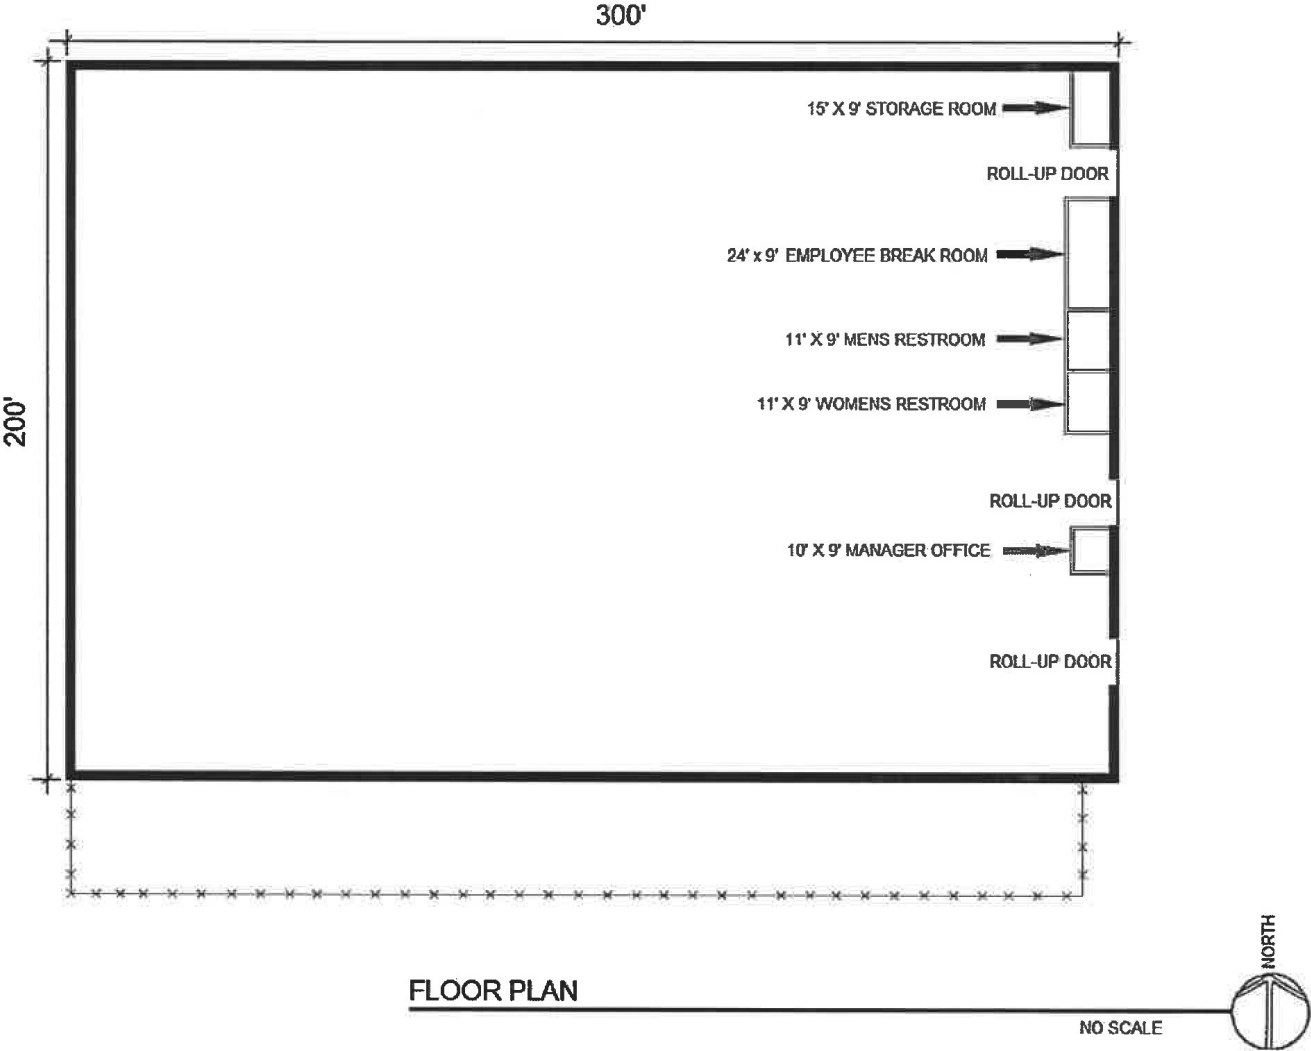 300'
15' X 9' STORAGE ROOM
ROLL-UP DOOR
24' x 9' EMPLOYEE BREAK ROOM
11' X 9' MENS RESTROOM
200'
11' X 9' WOMENS RESTROOM
ROLL-UP DOOR
10' X 9' MANAGER OFFICE
ROLL-UP DOOR
NORTH
FLOOR PLAN
NO SCALE